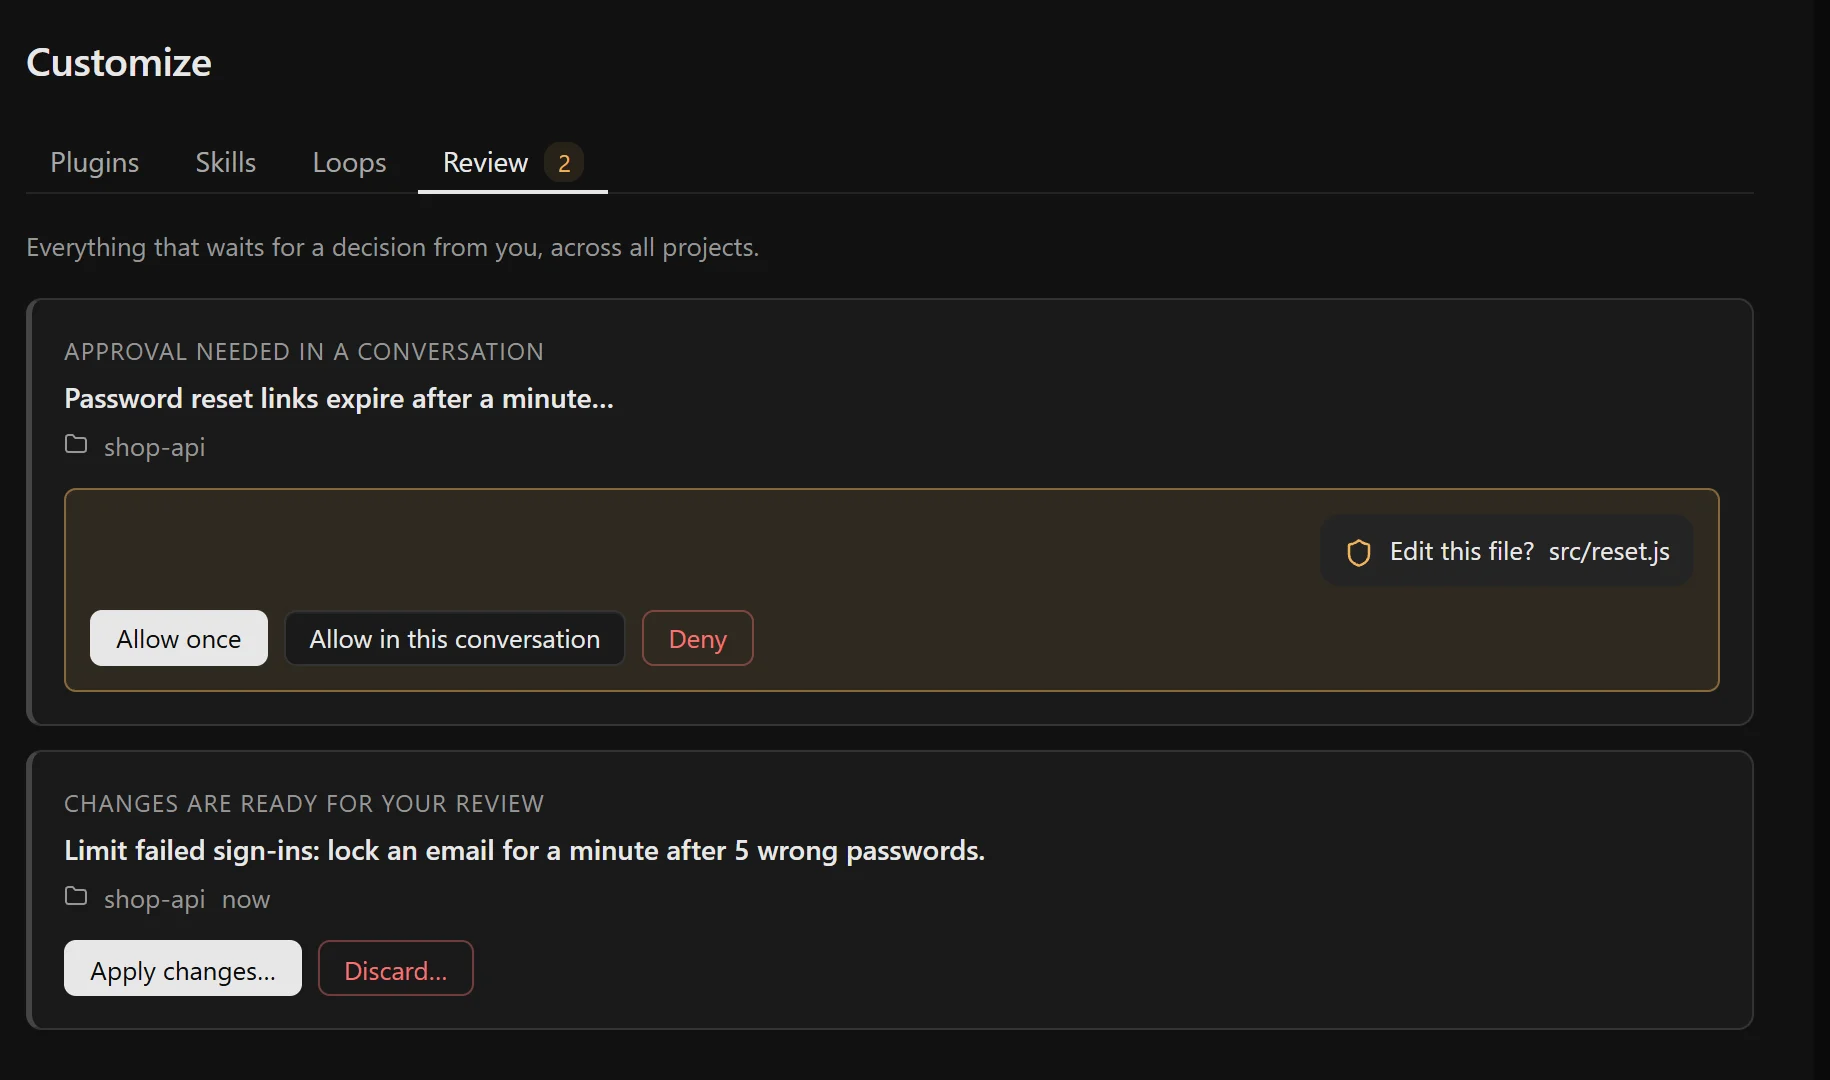 Customize
Plugins Skills Loops Review 2
Everything that waits for a decision from you, across all projects.
APPROVAL NEEDED IN A CONVERSATION
Password reset links expire after a minute...
shop-api
Edit this file? src/reset.js
Allow once Allow in this conversation Deny
CHANGES ARE READY FOR YOUR REVIEW
Limit failed sign-ins: lock an email for a minute after 5 wrong passwords.
shop-api now
Apply changes... Discard...